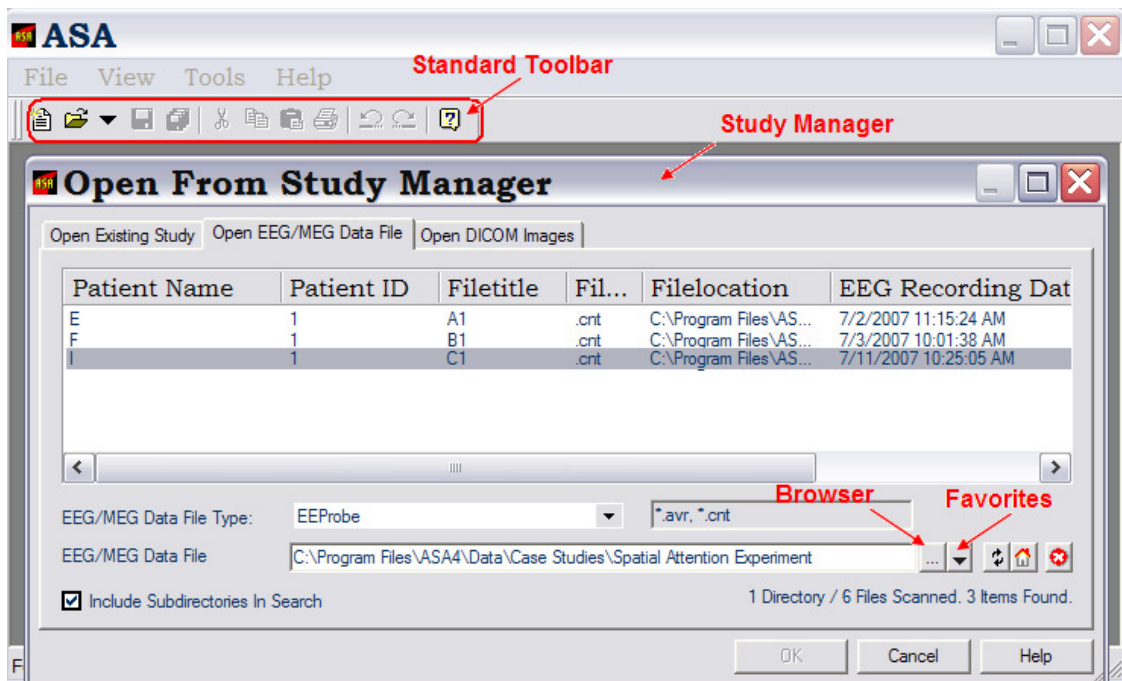 ASA
File View Tools Help
Standard Toolbar
Study Manager
Open From Study Manager
Open Existing Study Open EEG/MEG Data File Open DICOM Images
Patient Name Patient ID Filetitle Fil... Filelocation EEG Recording Dat
E 1 A1 .cnt C:\Program Files\AS... 7/2/2007 11:15:24 AM
F 1 B1 .cnt C:\Program Files\AS... 7/3/2007 10:01:38 AM
I 1 C1 .cnt C:\Program Files\AS... 7/11/2007 10:25:05 AM
Browser Favorites
EEG/MEG Data File Type: EEProbe *.avr, *.cnt
EEG/MEG Data File C:\Program Files\ASA4\Data\Case Studies\Spatial Attention Experiment ...
Include Subdirectories In Search 1 Directory / 6 Files Scanned. 3 Items Found.
OK Cancel Help
F